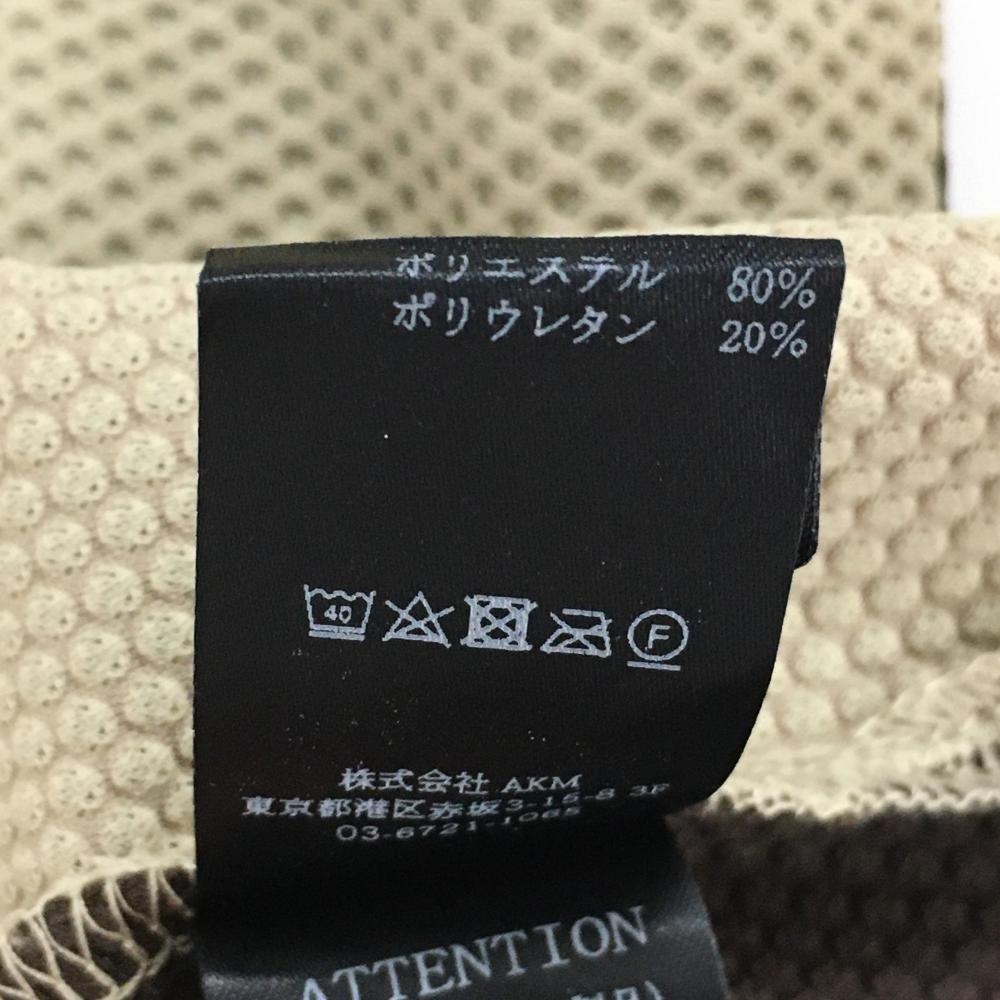 ポリエステル 80%
ポリウレタン 20%
40
F
株式会社 AKM
東京都港区赤坂3-15-8 3F
03-6721-1065
ATTENTION